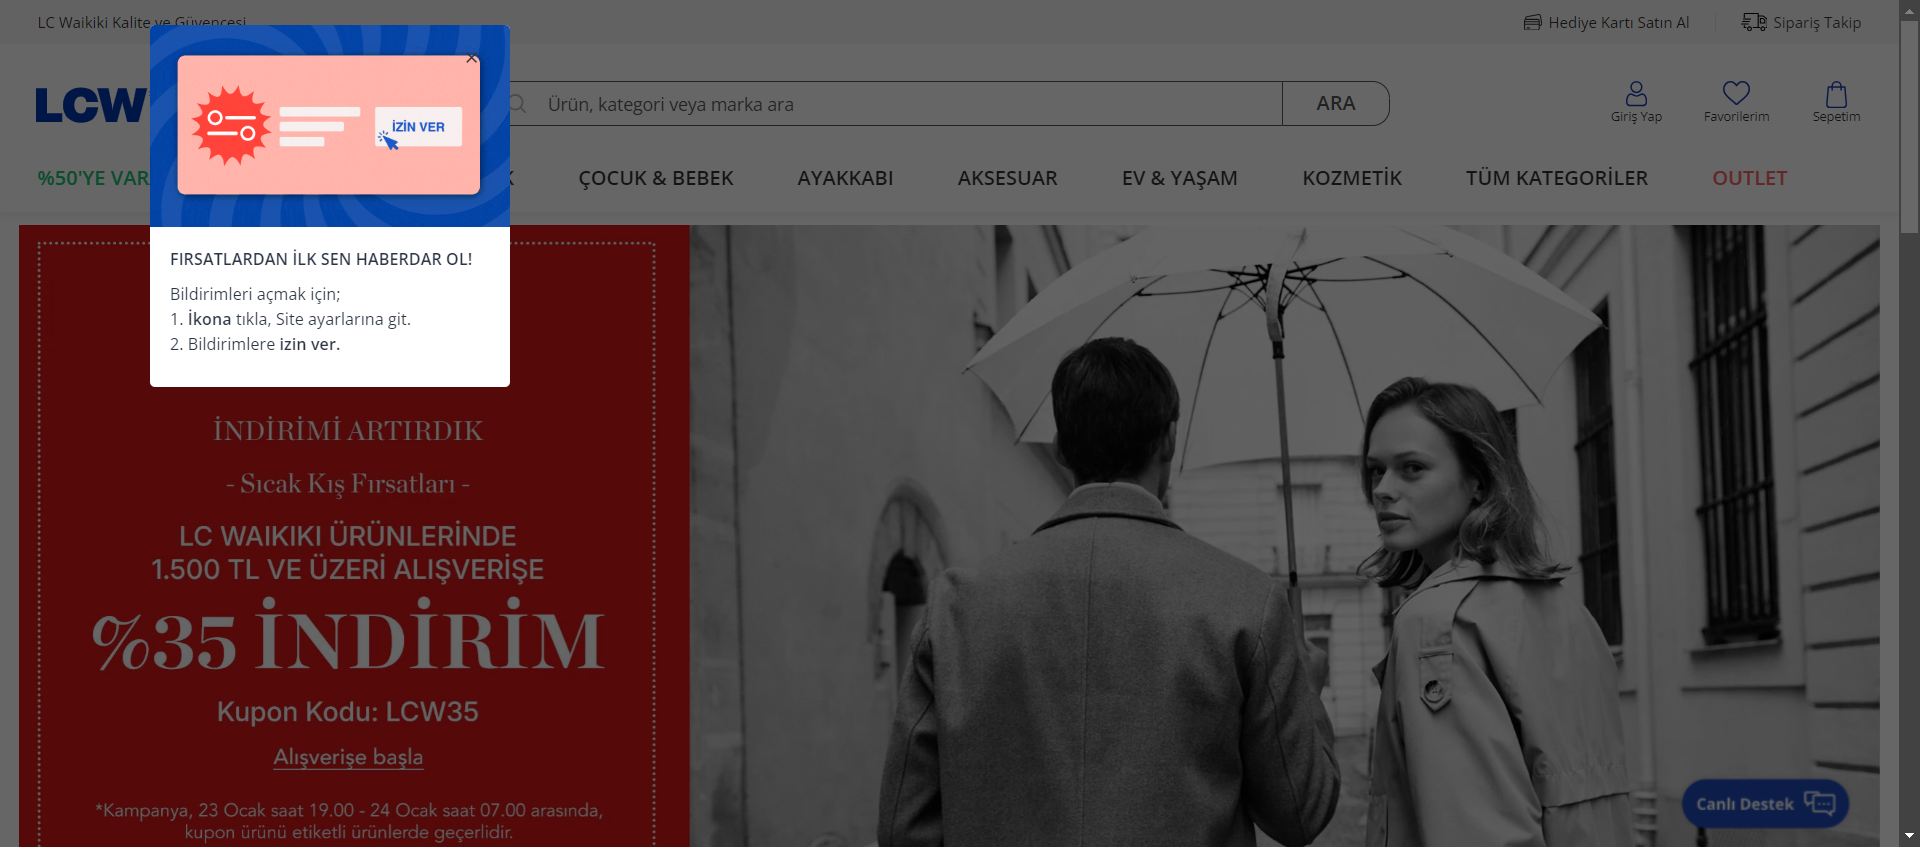 LC Waikiki Kalite ve Güvencesi
Hediye Kartı Satın Al
Sipariş Takip
LCW
Ürün, kategori veya marka ara
ARA
Giriş Yap
Favorilerim
Sepetim
%50'YE VAR
ÇOCUK & BEBEK
AYAKKABI
AKSESUAR
EV & YAŞAM
KOZMETİK
TÜM KATEGORİLER
OUTLET
İZİN VER
FIRSATLARDAN İLK SEN HABERDAR OL!
Bildirimleri açmak için;
1. İkona tıkla, Site ayarlarına git.
2. Bildirimlere izin ver.
İNDİRİMİ ARTIRDIK
- Sıcak Kış Fırsatları -
LC WAIKIKI ÜRÜNLERİNDE
1.500 TL VE ÜZERİ ALIŞVERİŞE
%35 İNDİRİM
Kupon Kodu: LCW35
Alışverişe başla
*Kampanya, 23 Ocak saat 19.00 - 24 Ocak saat 07.00 arasında,
kupon ürünü etiketli ürünlerde geçerlidir.
Canlı Destek